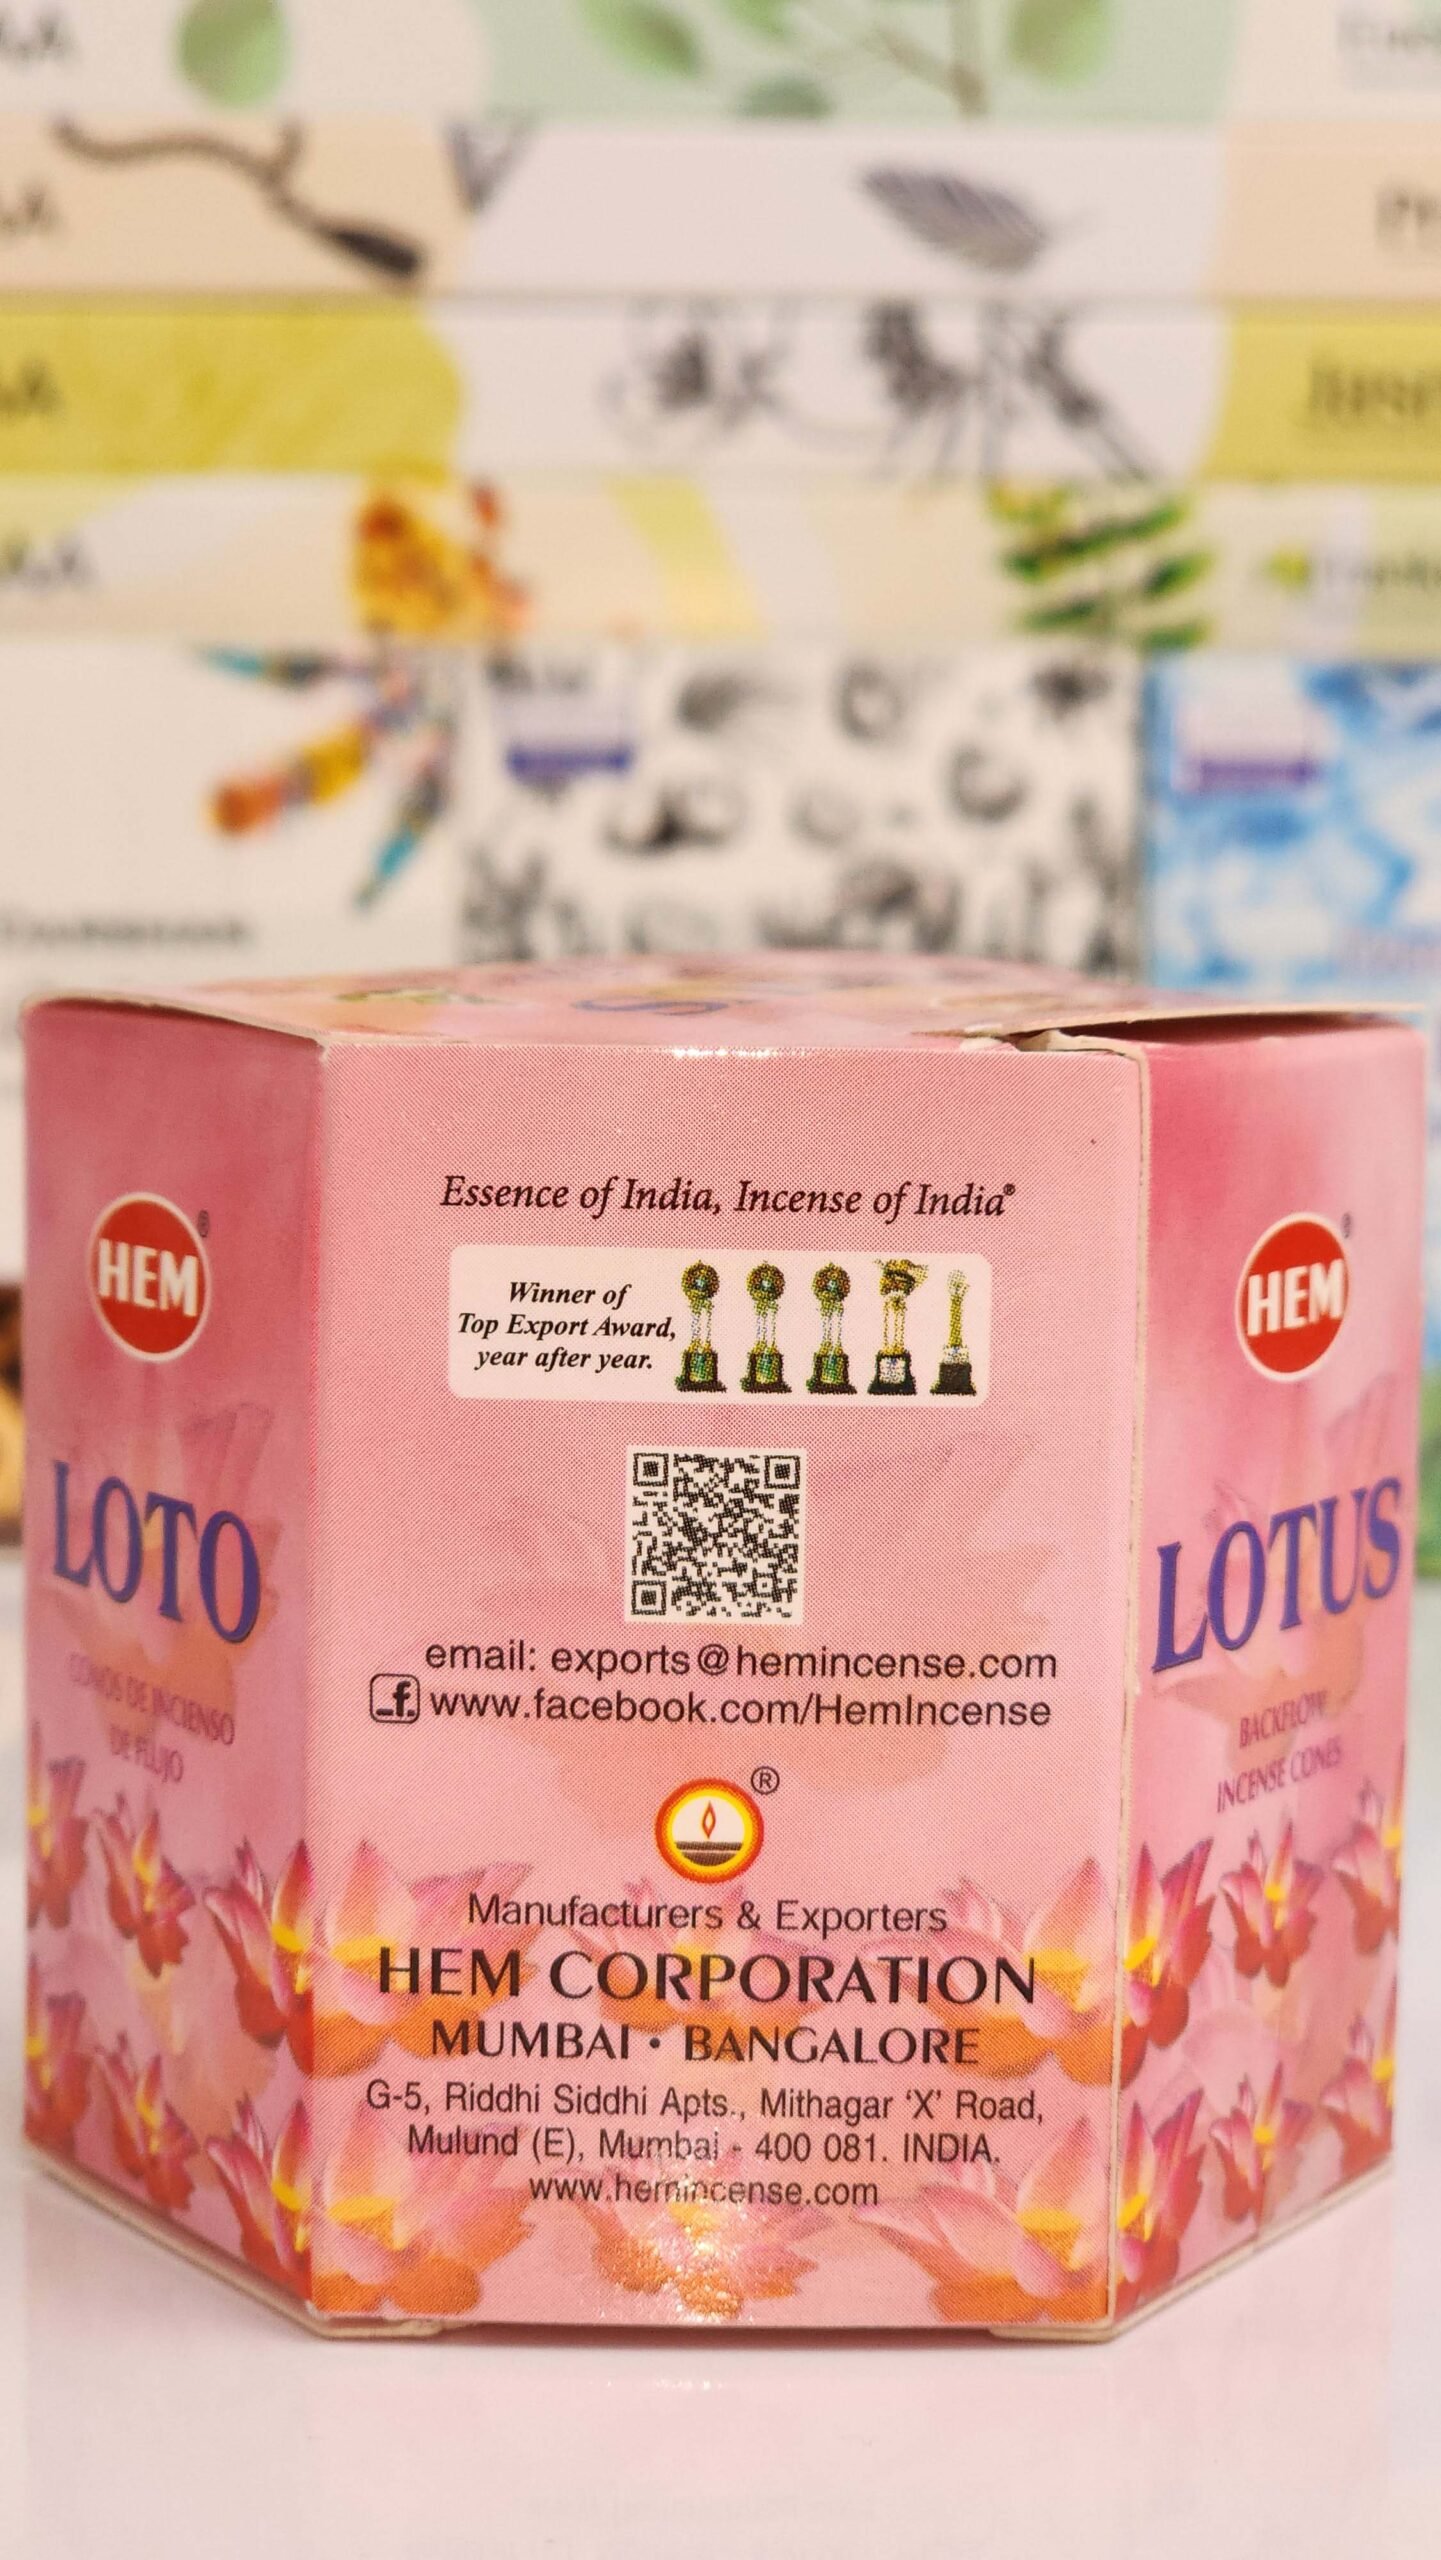 Essence of India, Incense of India®
Winner of
Top Export Award,
year after year.
email: exports@hemincense.com
f www.facebook.com/HemIncense
®
Manufacturers & Exporters
HEM CORPORATION
MUMBAI • BANGALORE
G-5, Riddhi Siddhi Apts., Mithagar ‘X’ Road,
Mulund (E), Mumbai - 400 081. INDIA.
www.hemincense.com
HEM®
LOTO
CONOS DE INCIENSO
DE FLUJO
HEM®
LOTUS
BACKFLOW
INCENSE CONES